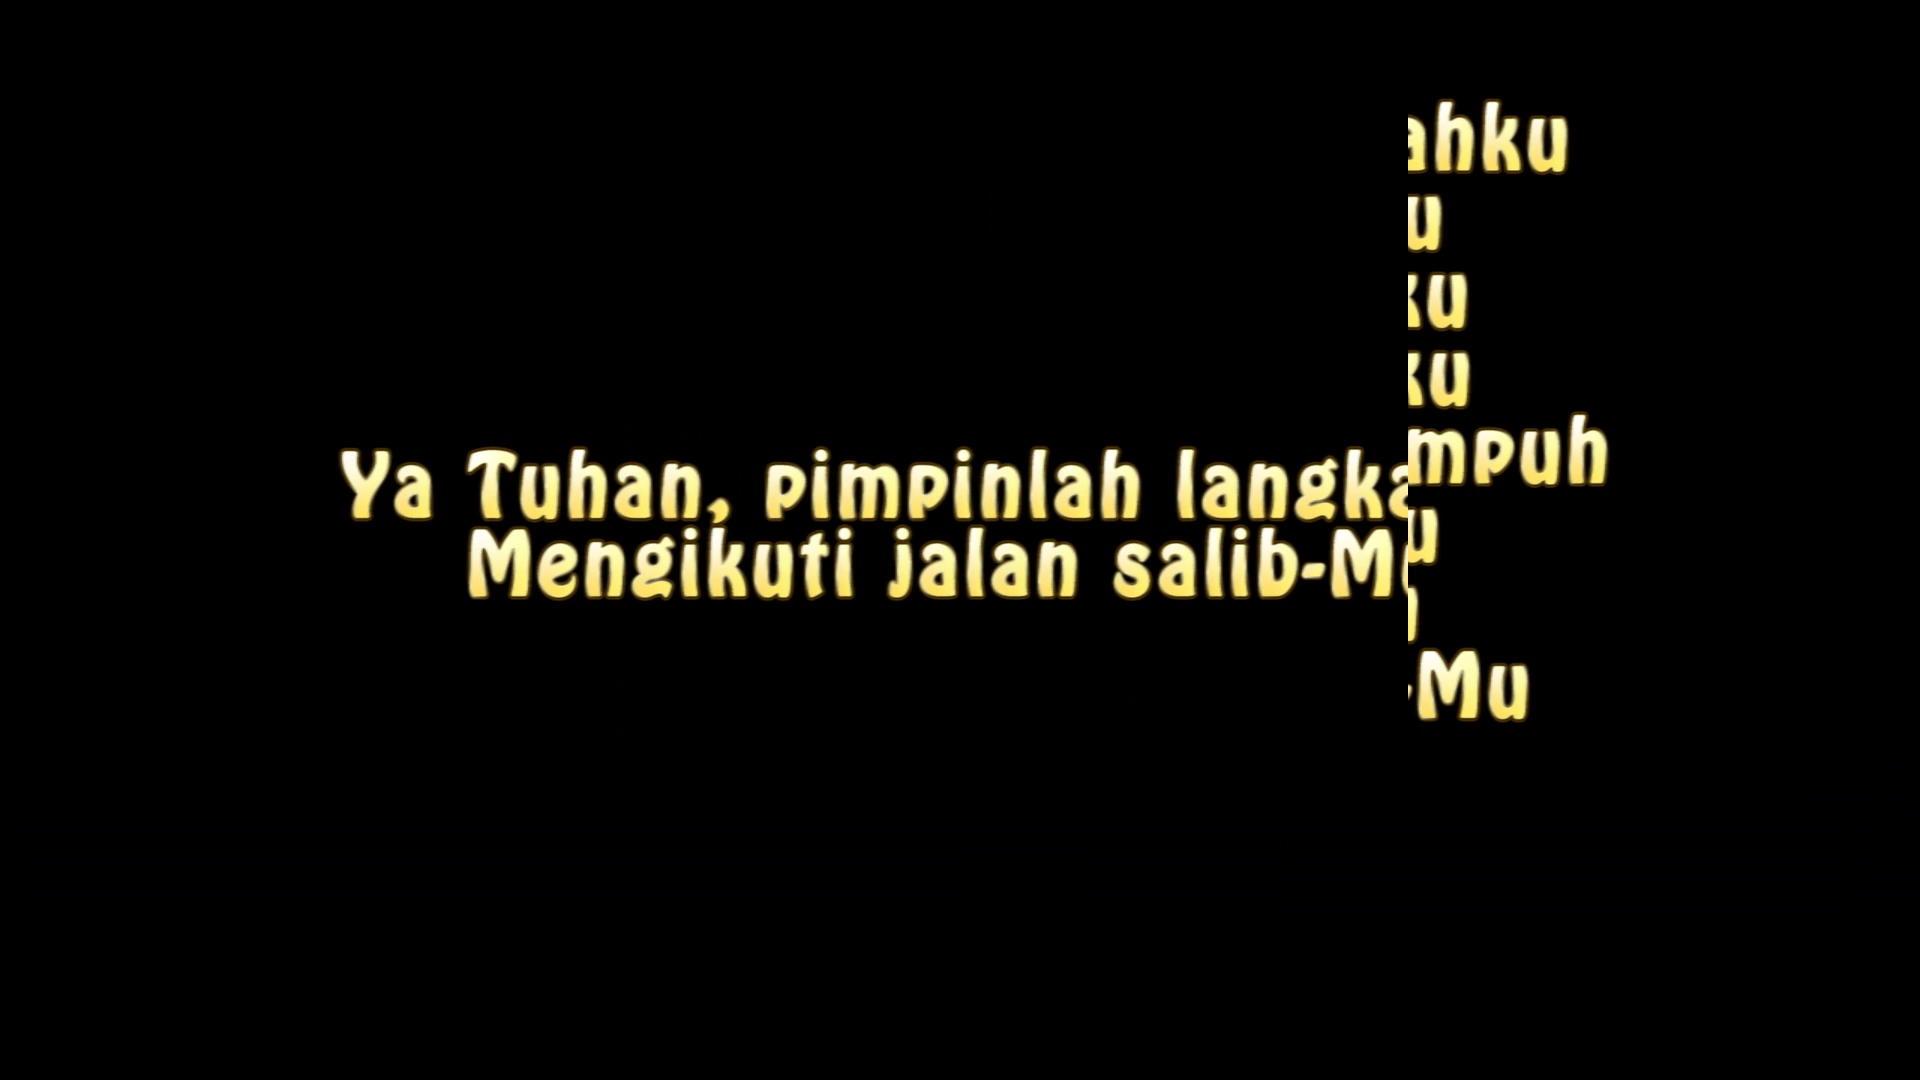 Ya Tuhan, pimpinlah langka
Mengikuti jalan salib-M
ahku
u
ku
ku
mpuh
u
-Mu